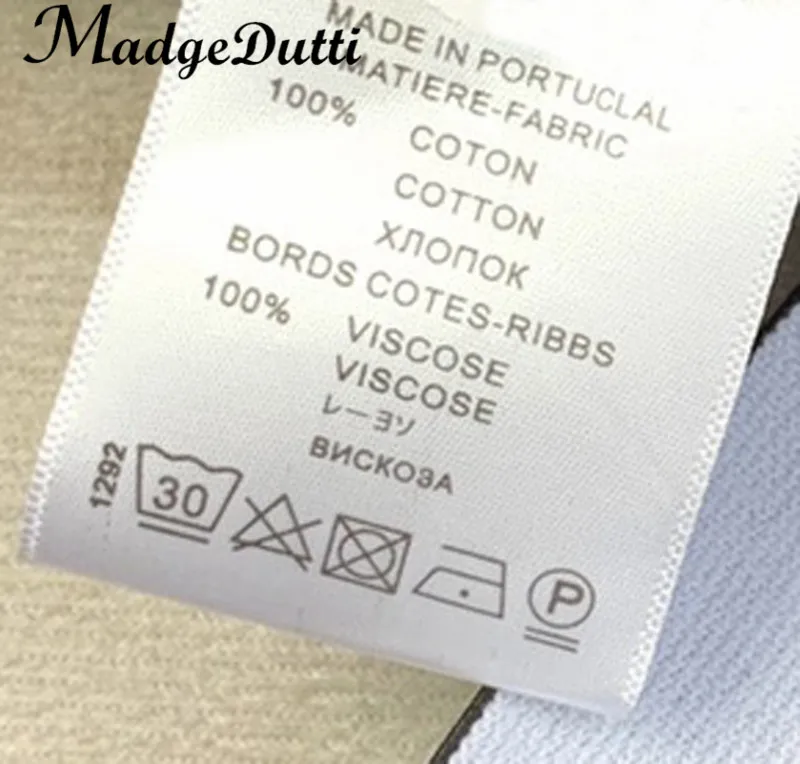 MadgeDutti
MADE IN PORTUCLAL
MATIERE-FABRIC
100% COTON
COTTON
ХЛОПОК
BORDS COTES-RIBBS
100% VISCOSE
VISCOSE
レーヨソ
ВИСКОЗА
1292
30
P